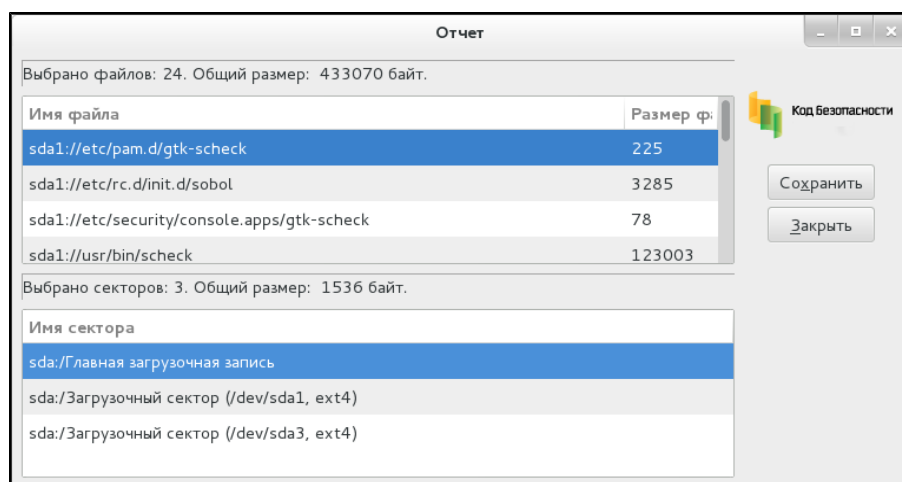 Отчет
Выбрано файлов: 24. Общий размер: 433070 байт.
Имя файла Размер фа
sda1://etc/pam.d/gtk-scheck 225
sda1://etc/rc.d/init.d/sobol 3285
sda1://etc/security/console.apps/gtk-scheck 78
sda1://usr/bin/scheck 123003
Выбрано секторов: 3. Общий размер: 1536 байт.
Имя сектора
sda:/Главная загрузочная запись
sda:/Загрузочный сектор (/dev/sda1, ext4)
sda:/Загрузочный сектор (/dev/sda3, ext4)
Код Безопасности
Сохранить
Закрыть